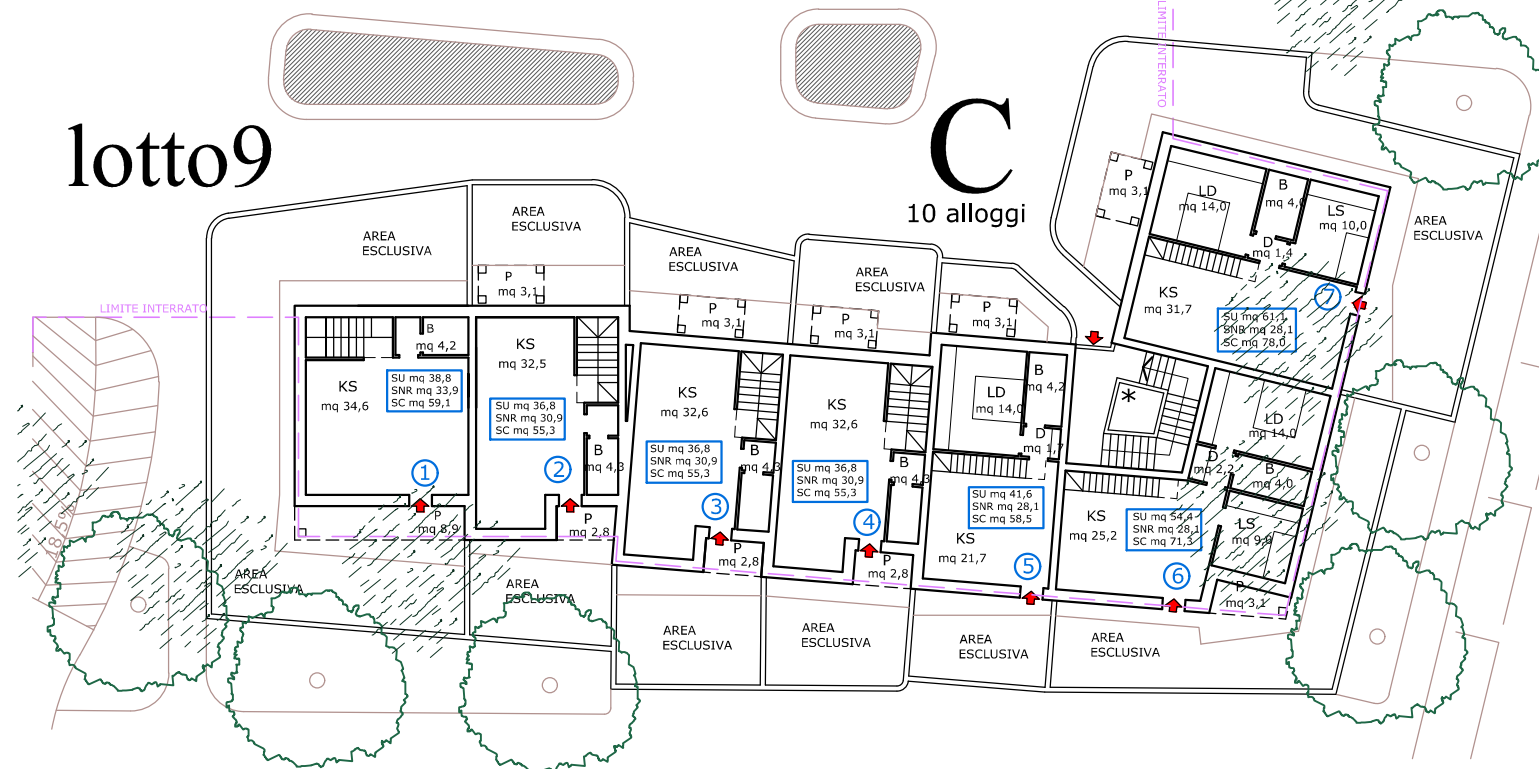 LIMITE INTERRATO
lotto9
C
10 alloggi
AREA
ESCLUSIVA
AREA
ESCLUSIVA
AREA
ESCLUSIVA
AREA
ESCLUSIVA
AREA
ESCLUSIVA
LIMITE INTERRATO
18.5%
P
mq 3,1
P
mq 3,1
P
mq 3,1
P
mq 3,1
P
mq 3,1
B
mq 4,2
KS
mq 34,6
SU mq 38,8
SNR mq 33,9
SC mq 59,1
1
P
mq 8,9
KS
mq 32,5
SU mq 36,8
SNR mq 30,9
SC mq 55,3
B
mq 4,3
2
P
mq 2,8
KS
mq 32,6
SU mq 36,8
SNR mq 30,9
SC mq 55,3
B
mq 4,3
3
P
mq 2,8
KS
mq 32,6
SU mq 36,8
SNR mq 30,9
SC mq 55,3
B
mq 4,3
4
P
mq 2,8
LD
mq 14,0
B
mq 4,2
D
mq 1,7
SU mq 41,6
SNR mq 28,1
SC mq 58,5
KS
mq 21,7
5
*
LD
mq 14,0
D
mq 2,2
B
mq 4,0
KS
mq 25,2
SU mq 54,4
SNR mq 28,1
SC mq 71,3
LS
mq 9,9
6
P
mq 3,1
LD
mq 14,0
B
mq 4,0
LS
mq 10,0
D
mq 1,4
KS
mq 31,7
7
SU mq 61,1
SNR mq 28,1
SC mq 78,0
AREA
ESCLUSIVA
AREA
ESCLUSIVA
AREA
ESCLUSIVA
AREA
ESCLUSIVA
AREA
ESCLUSIVA
AREA
ESCLUSIVA